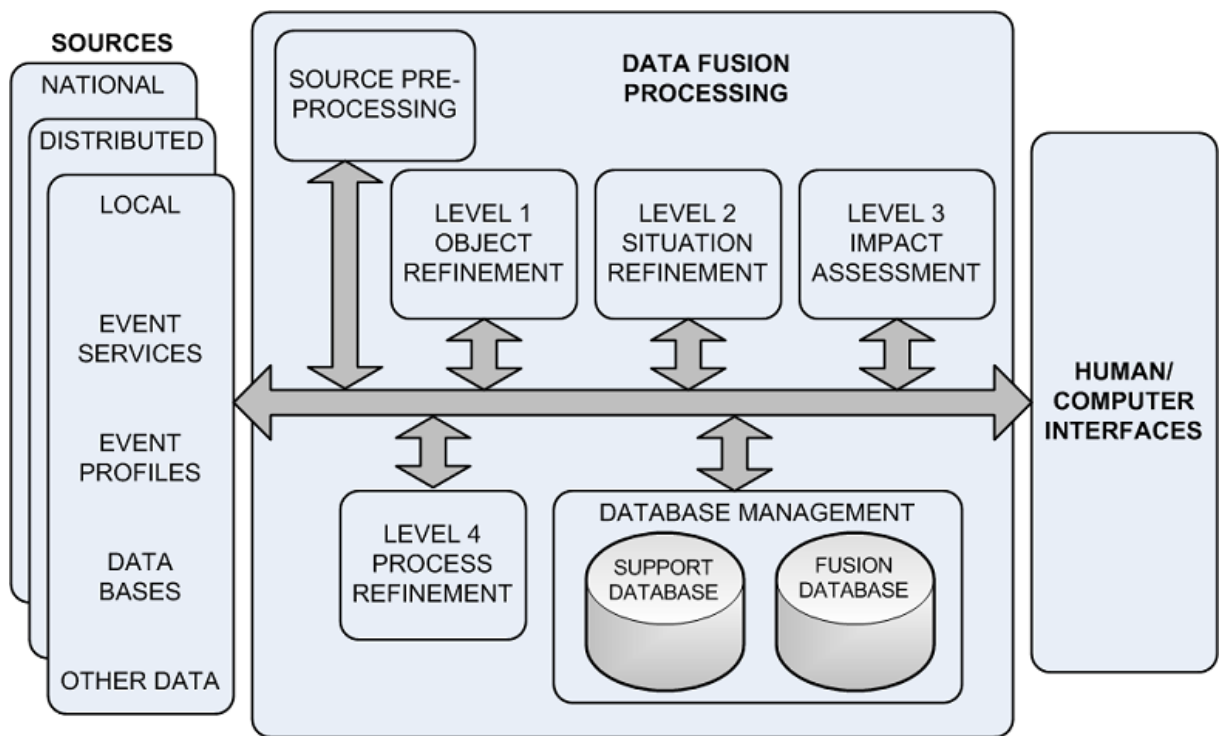 SOURCES
NATIONAL
DISTRIBUTED
LOCAL
EVENT
SERVICES
EVENT
PROFILES
DATA
BASES
OTHER DATA
DATA FUSION
PROCESSING
SOURCE PRE-
PROCESSING
LEVEL 1
OBJECT
REFINEMENT
LEVEL 2
SITUATION
REFINEMENT
LEVEL 3
IMPACT
ASSESSMENT
LEVEL 4
PROCESS
REFINEMENT
DATABASE MANAGEMENT
SUPPORT
DATABASE
FUSION
DATABASE
HUMAN/
COMPUTER
INTERFACES